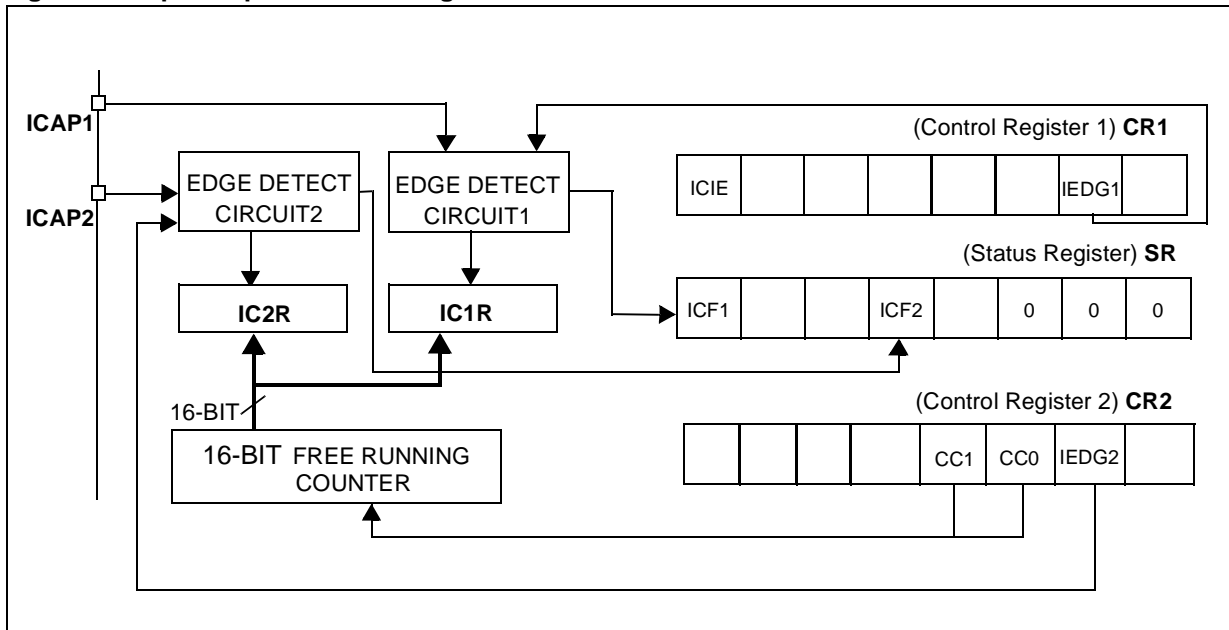 ICAP1
ICAP2
EDGE DETECT
CIRCUIT2
EDGE DETECT
CIRCUIT1
IC2R
IC1R
16-BIT
16-BIT FREE RUNNING
COUNTER
(Control Register 1) CR1
ICIE IEDG1
(Status Register) SR
ICF1 ICF2 0 0 0
(Control Register 2) CR2
CC1 CC0 IEDG2